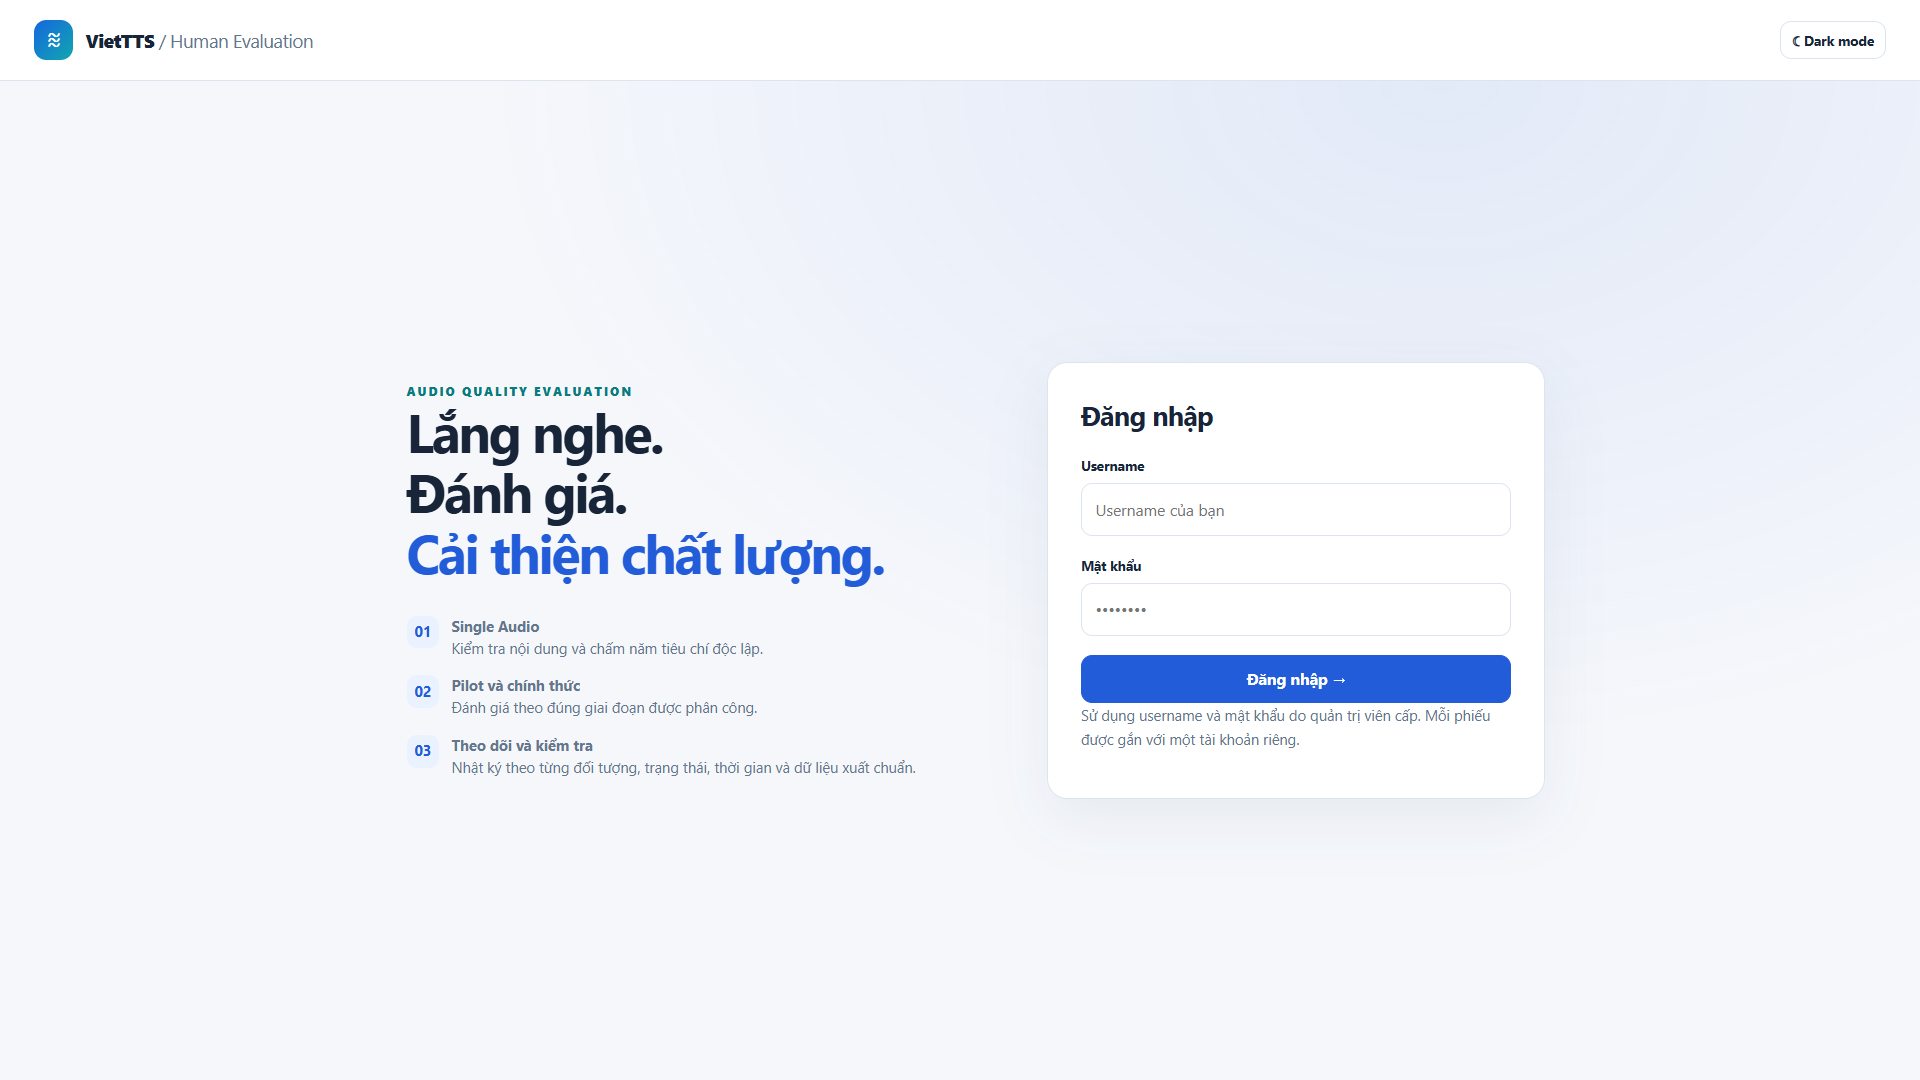 VietTTS / Human Evaluation
☾ Dark mode
AUDIO QUALITY EVALUATION
Lắng nghe.
Đánh giá.
Cải thiện chất lượng.
01
Single Audio
Kiểm tra nội dung và chấm năm tiêu chí độc lập.
02
Pilot và chính thức
Đánh giá theo đúng giai đoạn được phân công.
03
Theo dõi và kiểm tra
Nhật ký theo từng đối tượng, trạng thái, thời gian và dữ liệu xuất chuẩn.
Đăng nhập
Username
Username của bạn
Mật khẩu
••••••••
Đăng nhập →
Sử dụng username và mật khẩu do quản trị viên cấp. Mỗi phiếu
được gắn với một tài khoản riêng.